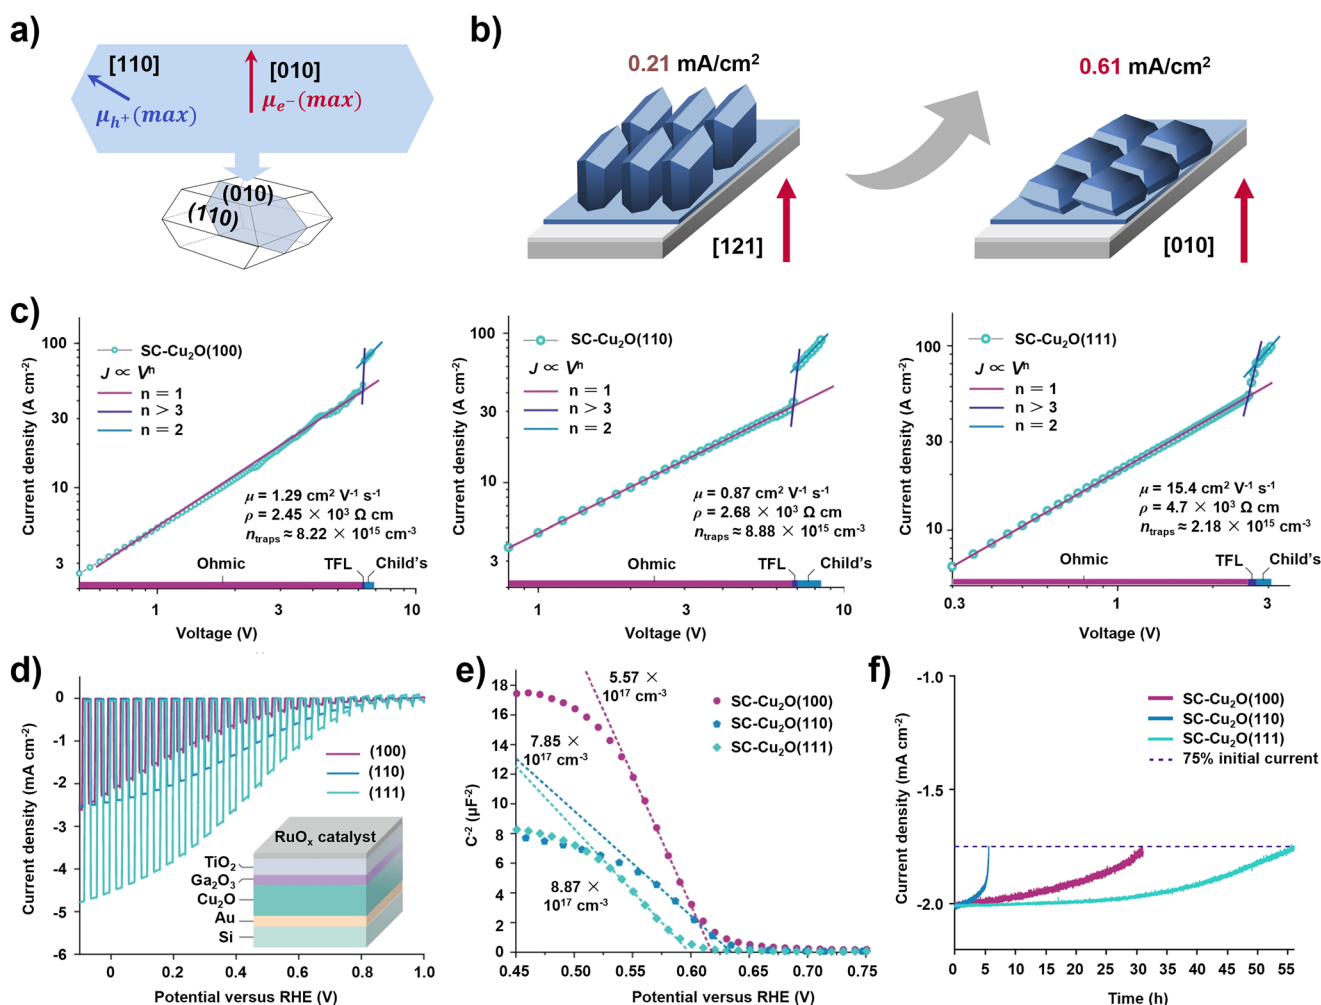 a)
[110]
[010]
μh+(max)
μe−(max)
(010)
(110)
b)
0.21 mA/cm2
0.61 mA/cm2
[121]
[010]
c)
Current density (A cm-2)
100
30
10
3
SC-Cu2O(100)
J ∝ Vn
n = 1
n > 3
n = 2
μ = 1.29 cm2 V-1 s-1
ρ = 2.45 × 103 Ω cm
ntraps ≈ 8.22 × 1015 cm-3
Ohmic
TFL
Child's
1
3
10
Voltage (V)
Current density (A cm-2)
100
30
10
3
SC-Cu2O(110)
J ∝ Vn
n = 1
n > 3
n = 2
μ = 0.87 cm2 V-1 s-1
ρ = 2.68 × 103 Ω cm
ntraps ≈ 8.88 × 1015 cm-3
Ohmic
TFL
Child's
1
3
10
Voltage (V)
Current density (A cm-2)
100
30
10
SC-Cu2O(111)
J ∝ Vn
n = 1
n > 3
n = 2
μ = 15.4 cm2 V-1 s-1
ρ = 4.7 × 103 Ω cm
ntraps ≈ 2.18 × 1015 cm-3
Ohmic
TFL
Child's
0.3
1
3
Voltage (V)
d)
Current density (mA cm-2)
0
-1
-2
-3
-4
-5
-6
(100)
(110)
(111)
RuOx catalyst
TiO2
Ga2O3
Cu2O
Au
Si
0
0.2
0.4
0.6
0.8
1.0
Potential versus RHE (V)
e)
C-2 (μF-2)
18
16
14
12
10
8
6
4
2
0
5.57 ×
1017 cm-3
7.85 ×
1017 cm-3
8.87 ×
1017 cm-3
SC-Cu2O(100)
SC-Cu2O(110)
SC-Cu2O(111)
0.45
0.50
0.55
0.60
0.65
0.70
0.75
Potential versus RHE (V)
f)
Current density (mA cm-2)
-1.0
-1.5
-2.0
SC-Cu2O(100)
SC-Cu2O(110)
SC-Cu2O(111)
75% initial current
0
5
10
15
20
25
30
35
40
45
50
55
Time (h)